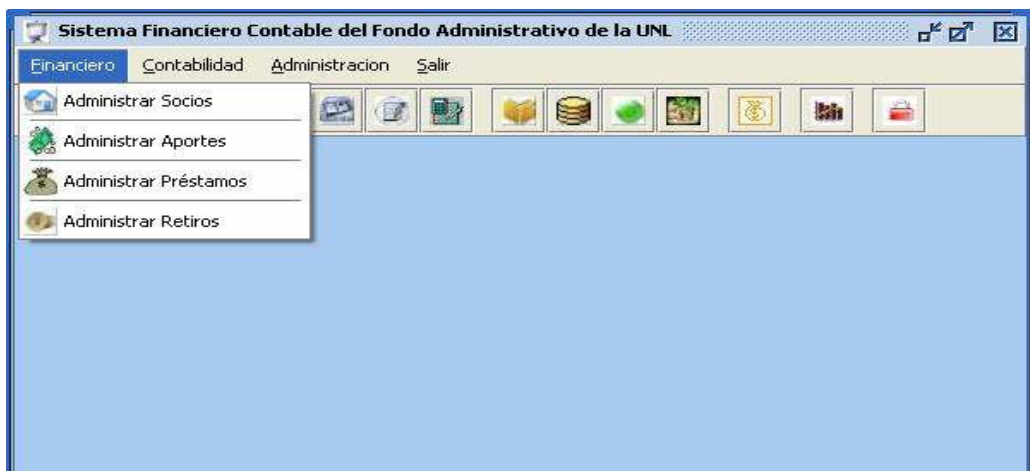 Sistema Financiero Contable del Fondo Administrativo de la UNL
Financiero Contabilidad Administracion Salir
Administrar Socios
Administrar Aportes
Administrar Préstamos
Administrar Retiros